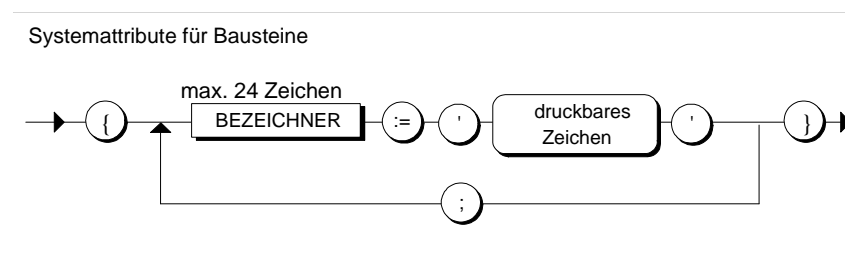 Systemattribute für Bausteine
max. 24 Zeichen
{ BEZEICHNER := ' druckbares Zeichen ' }
;